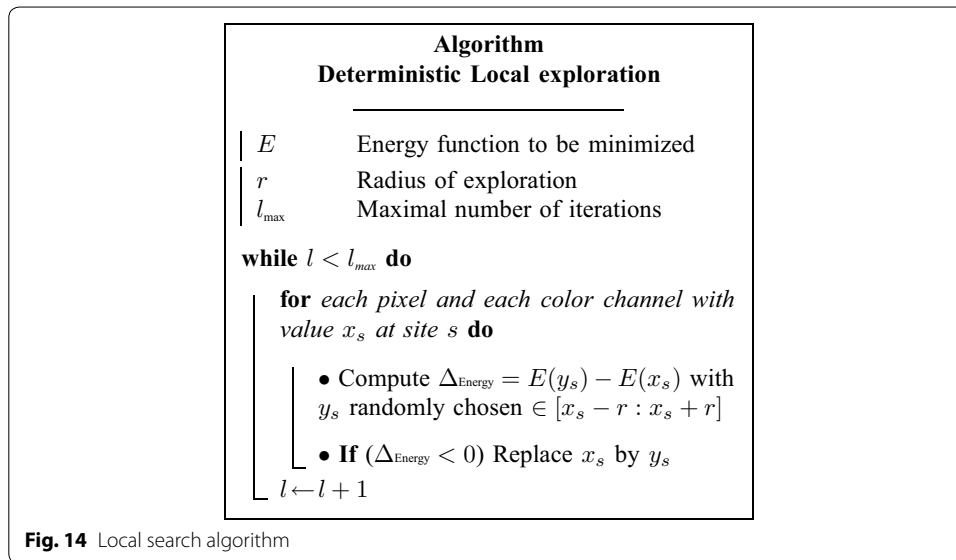 Algorithm
Deterministic Local exploration
E Energy function to be minimized
r Radius of exploration
l_max Maximal number of iterations
while l < l_max do
for each pixel and each color channel with
value x_s at site s do
• Compute Δ_Energy = E(y_s) − E(x_s) with
y_s randomly chosen ∈ [x_s − r : x_s + r]
• If (Δ_Energy < 0) Replace x_s by y_s
l ← l + 1
Fig. 14 Local search algorithm